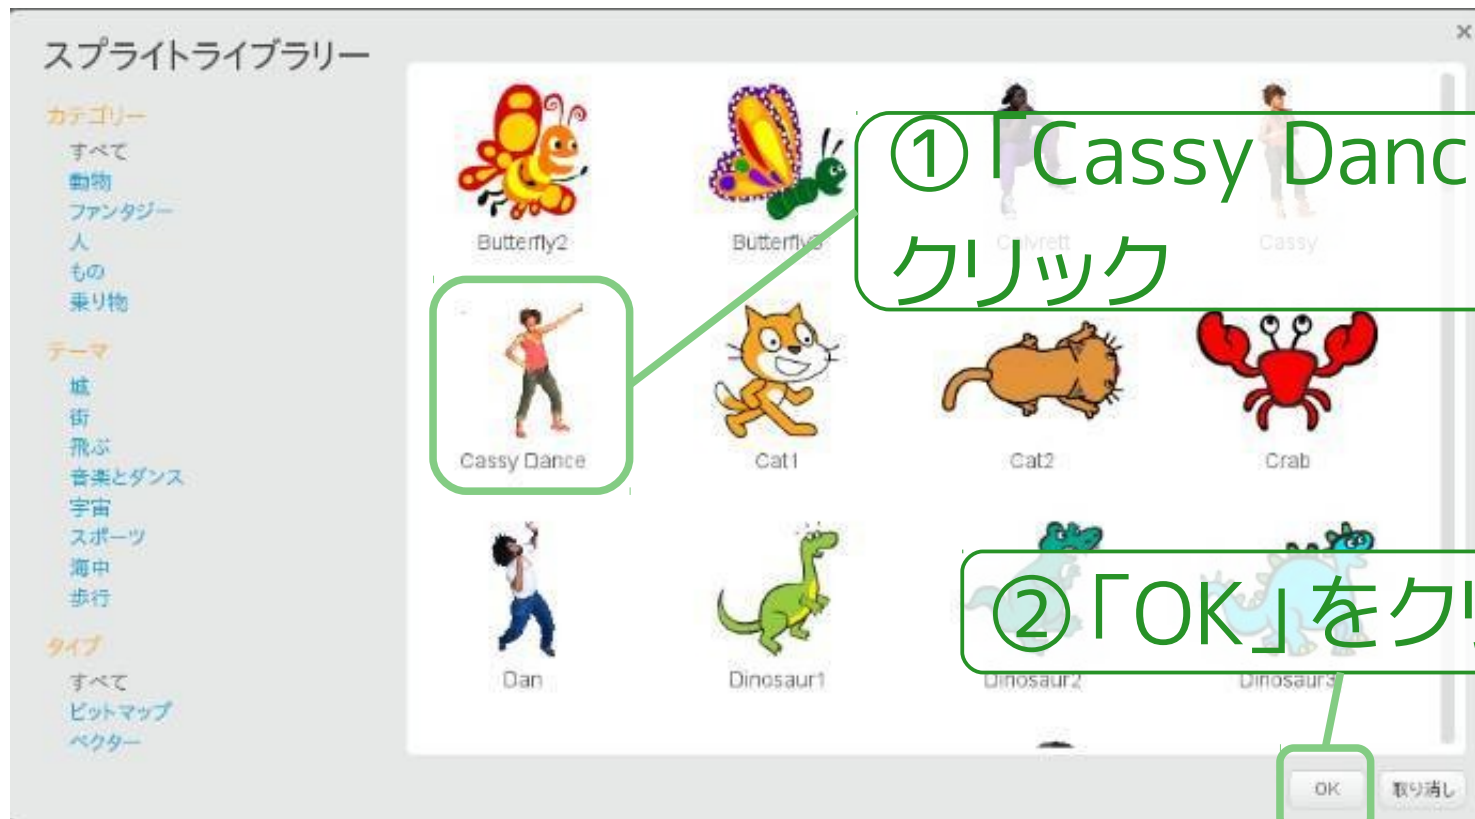 スプライトライブラリー
×
カテゴリー
すべて
動物
ファンタジー
人
もの
乗り物
テーマ
城
街
飛ぶ
音楽とダンス
宇宙
スポーツ
海中
歩行
タイプ
すべて
ビットマップ
ベクター
①「Cassy Danc
クリック
Butterfly2
Butterfly3
Calvrett
Cassy
Cassy Dance
Cat1
Cat2
Crab
②「OK」をクリ
Dan
Dinosaur1
Dinosaur2
Dinosaur3
OK
取り消し